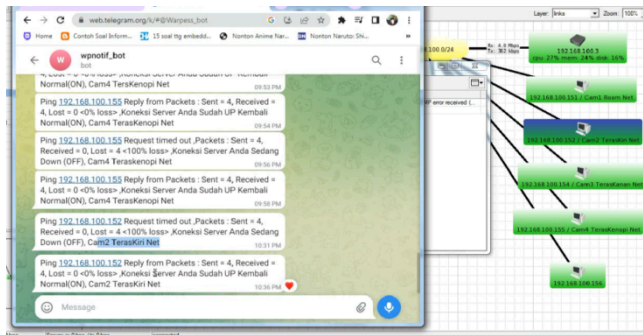 web.telegram.org/k/#@Warpess_bot
Home
Contoh Soal Inform...
15 soal ttg embedd...
Nonton Anime Nar...
Nonton Naruto Shi...
W
wpnotif_bot
bot
4, Lost = 0 <0% loss> ,Koneksi Server Anda Sudah UP Kembali
Normal(ON), Cam4 TersKenopi Net
09:53 PM
Ping 192.168.100.155 Reply from Packets : Sent = 4, Received =
4, Lost = 0 <0% loss> ,Koneksi Server Anda Sudah UP Kembali
Normal(ON), Cam4 TerasKenopi Net
09:54 PM
Ping 192.168.100.155 Request timed out ,Packets : Sent = 4,
Received = 0, Lost = 4 <100% loss> ,Koneksi Server Anda Sedang
Down (OFF), Cam4 Teraskenopi Net
09:56 PM
Ping 192.168.100.155 Reply from Packets : Sent = 4, Received =
4, Lost = 0 <0% loss> ,Koneksi Server Anda Sudah UP Kembali
Normal(ON), Cam4 TerasKenopi Net
09:58 PM
Ping 192.168.100.152 Request timed out ,Packets : Sent = 4,
Received = 0, Lost = 4 <100% loss> ,Koneksi Server Anda Sedang
Down (OFF), Cam2 TerasKiri Net
10:31 PM
Ping 192.168.100.152 Reply from Packets : Sent = 4, Received =
4, Lost = 0 <0% loss> ,Koneksi Server Anda Sudah UP Kembali
Normal(ON), Cam2 TerasKiri Net
10:36 PM
Message
Layer: links
Zoom: 100%
.100.0/24
192.168.100.3
cpu: 27% mem: 24% disk: 16%
error received (...
192.168.100.151 / Cam1 Room Net
192.168.100.152 / Cam2 TerasKiri Net
192.168.100.154 / Cam3 TerasKanan Net
192.168.100.155 / Cam4 TerasKenopi Net
192.168.100.156